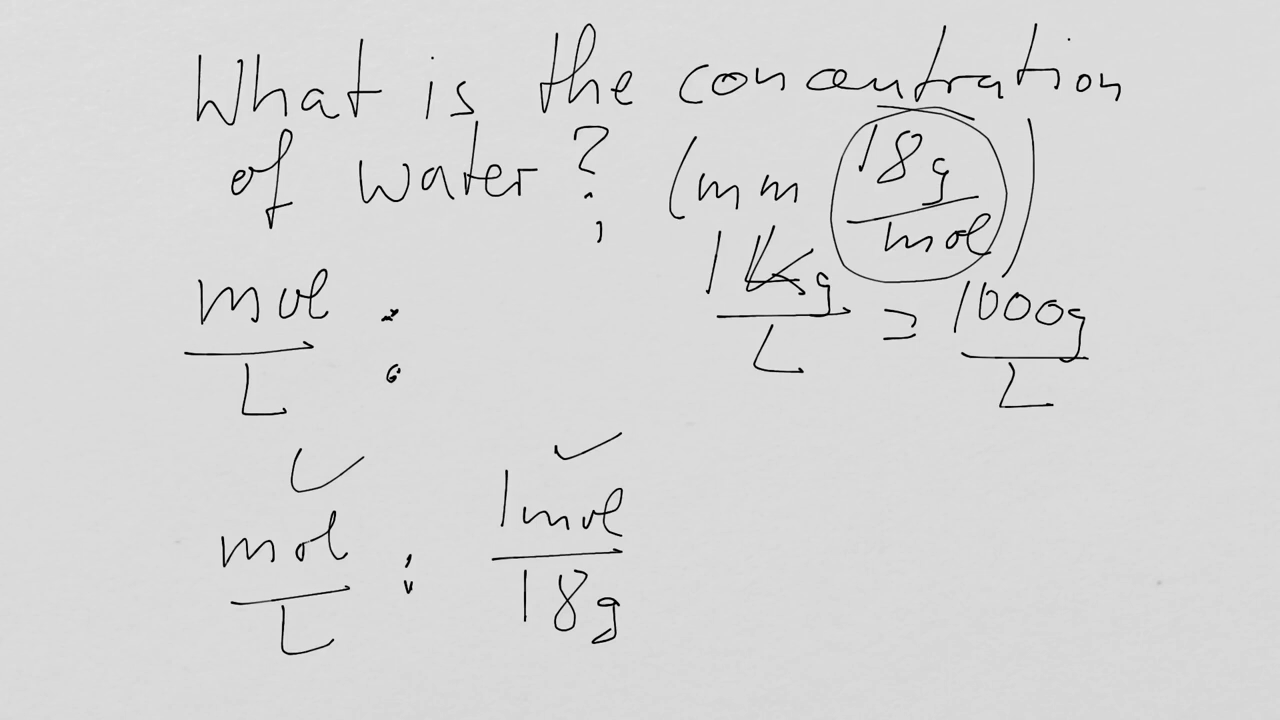 What is the concentration
of water? (mm 18g/mol)
mol/L :
1Kg/L = 1000g/L
mol/L : 1mol/18g